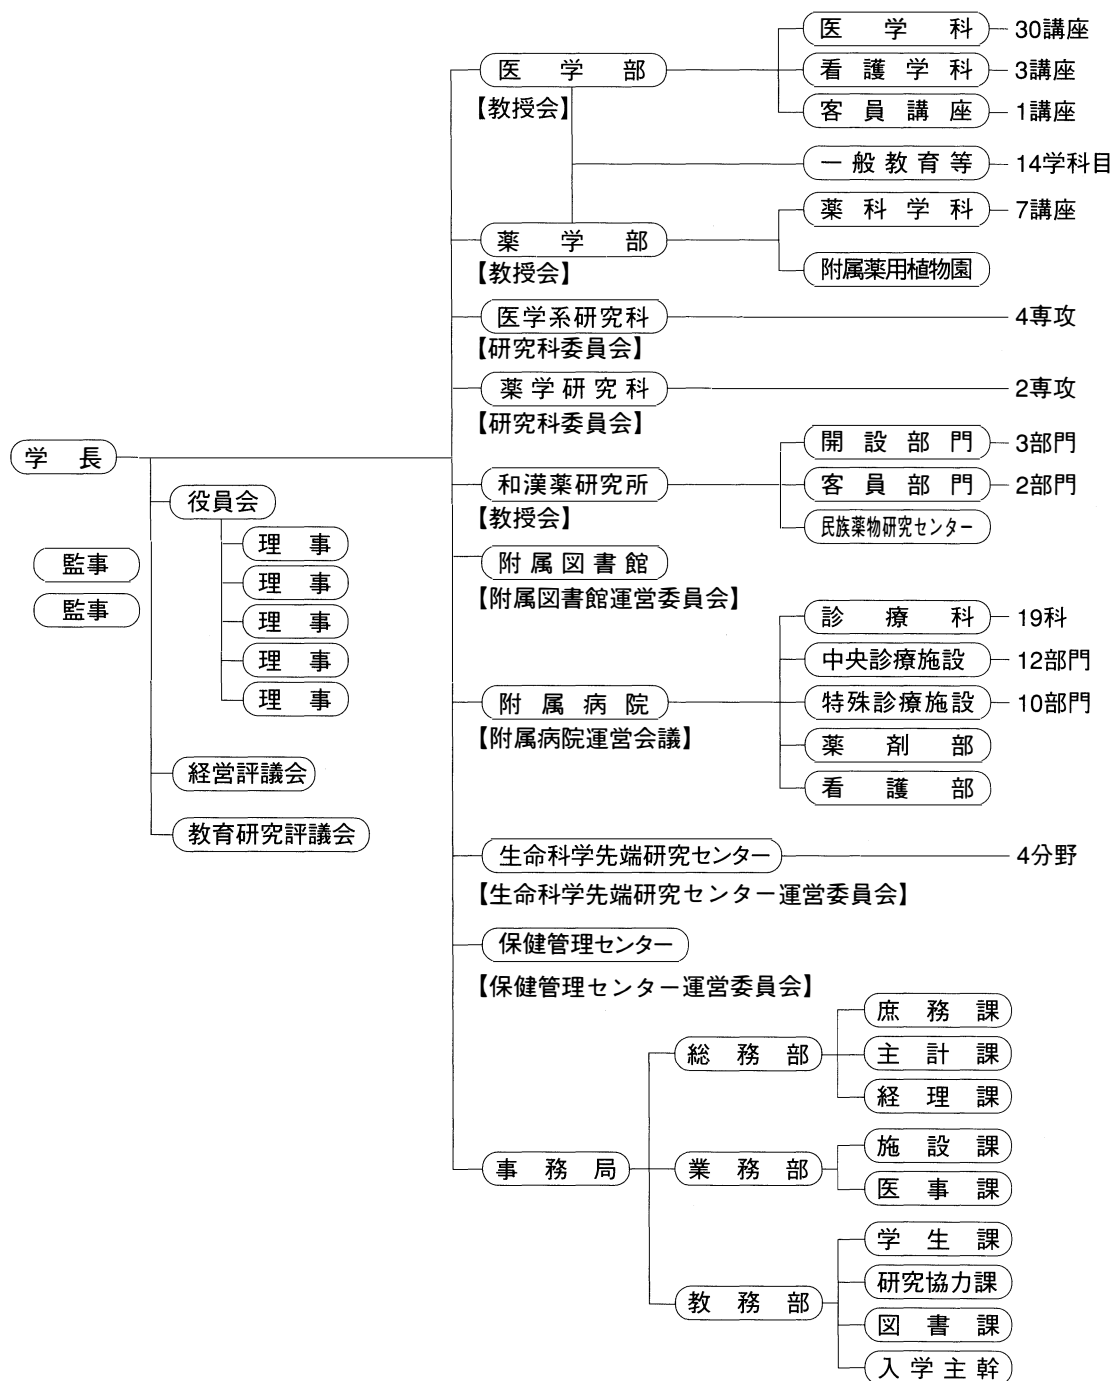 学長
役員会
理事
理事
理事
理事
理事
監事
監事
経営評議会
教育研究評議会
医学部
【教授会】
医学科 30講座
看護学科 3講座
客員講座 1講座
一般教育等 14学科目
薬学部
【教授会】
薬科学科 7講座
附属薬用植物園
医学系研究科 4専攻
【研究科委員会】
薬学研究科 2専攻
【研究科委員会】
和漢薬研究所
【教授会】
開設部門 3部門
客員部門 2部門
民族薬物研究センター
附属図書館
【附属図書館運営委員会】
附属病院
【附属病院運営会議】
診療科 19科
中央診療施設 12部門
特殊診療施設 10部門
薬剤部
看護部
生命科学先端研究センター 4分野
【生命科学先端研究センター運営委員会】
保健管理センター
【保健管理センター運営委員会】
事務局
総務部
庶務課
主計課
経理課
業務部
施設課
医事課
教務部
学生課
研究協力課
図書課
入学主幹